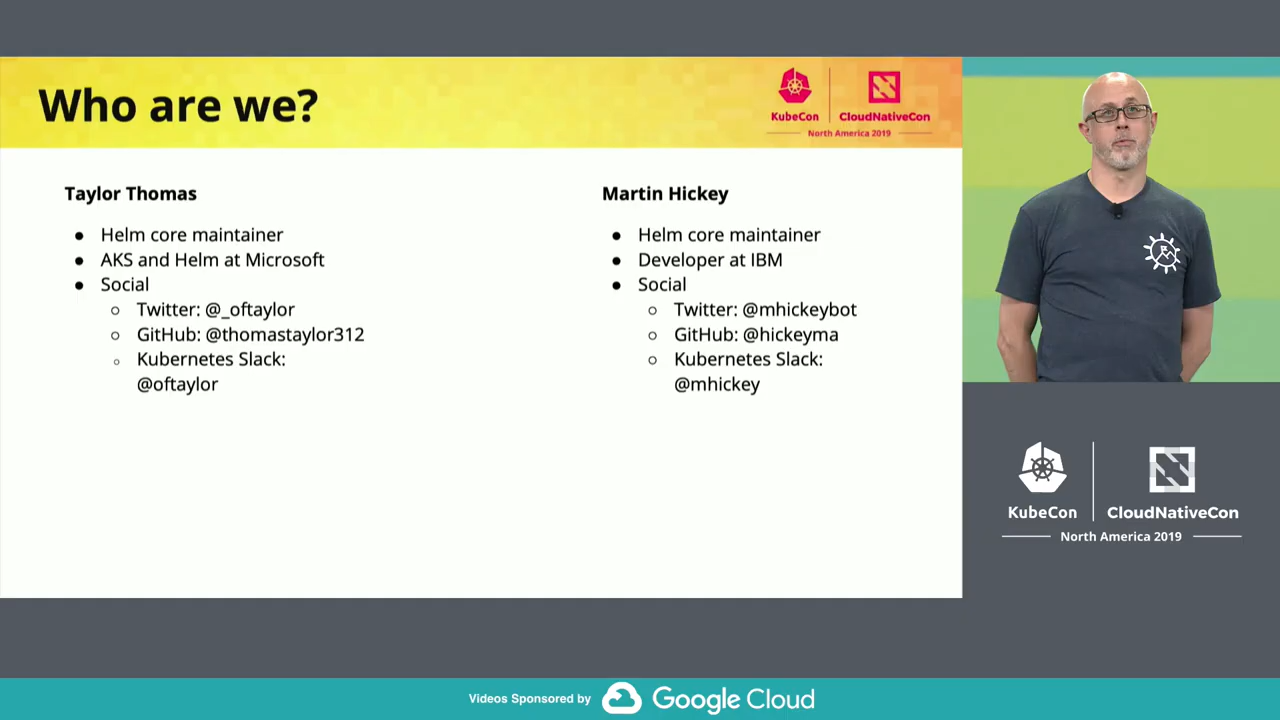 Who are we?
KubeCon
CloudNativeCon
North America 2019
Taylor Thomas
● Helm core maintainer
● AKS and Helm at Microsoft
● Social
○ Twitter: @_oftaylor
○ GitHub: @thomastaylor312
○ Kubernetes Slack:
@oftaylor
Martin Hickey
● Helm core maintainer
● Developer at IBM
● Social
○ Twitter: @mhickeybot
○ GitHub: @hickeyma
○ Kubernetes Slack:
@mhickey
KubeCon
CloudNativeCon
North America 2019
Videos Sponsored by
Google Cloud